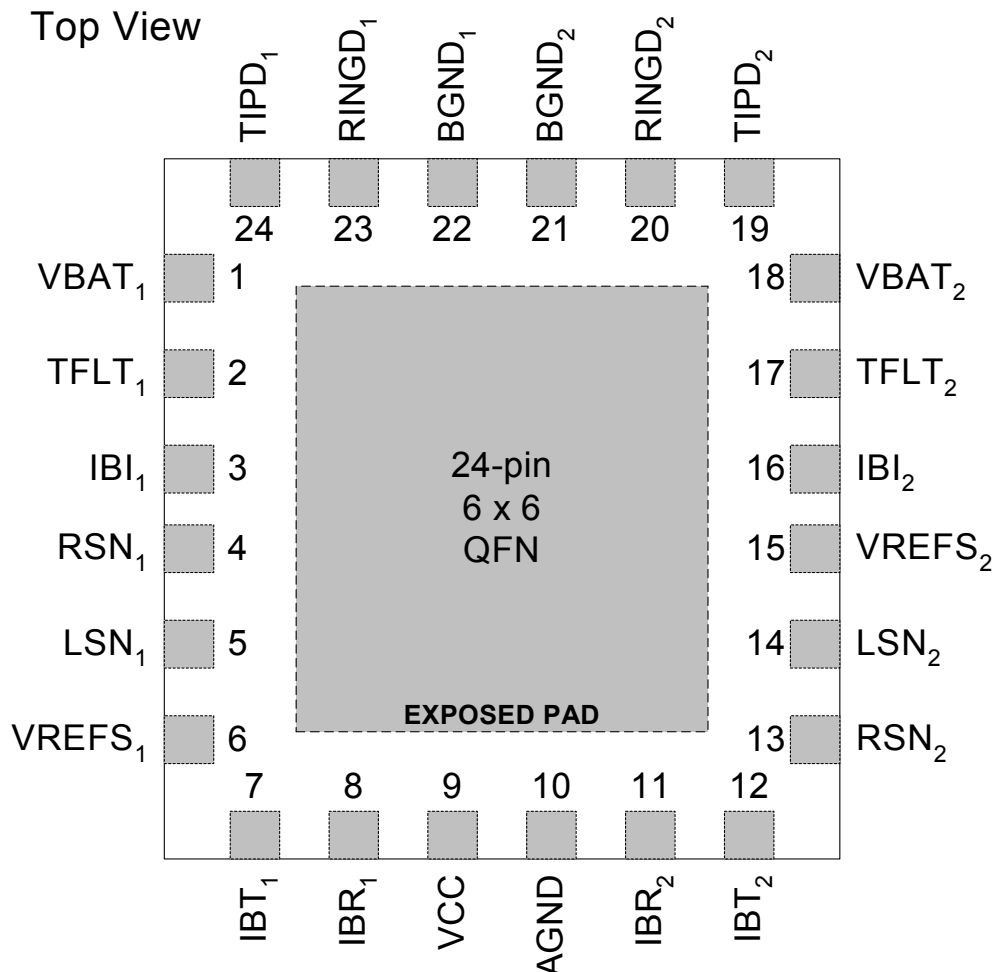 Top View
TIPD₁ RINGD₁ BGND₁ BGND₂ RINGD₂ TIPD₂
24 23 22 21 20 19
VBAT₁ 1 18 VBAT₂
TFLT₁ 2 17 TFLT₂
IBI₁ 3 16 IBI₂
24-pin
6 x 6
QFN
RSN₁ 4 15 VREFS₂
LSN₁ 5 14 LSN₂
EXPOSED PAD
VREFS₁ 6 13 RSN₂
7 8 9 10 11 12
IBT₁ IBR₁ VCC AGND IBR₂ IBT₂